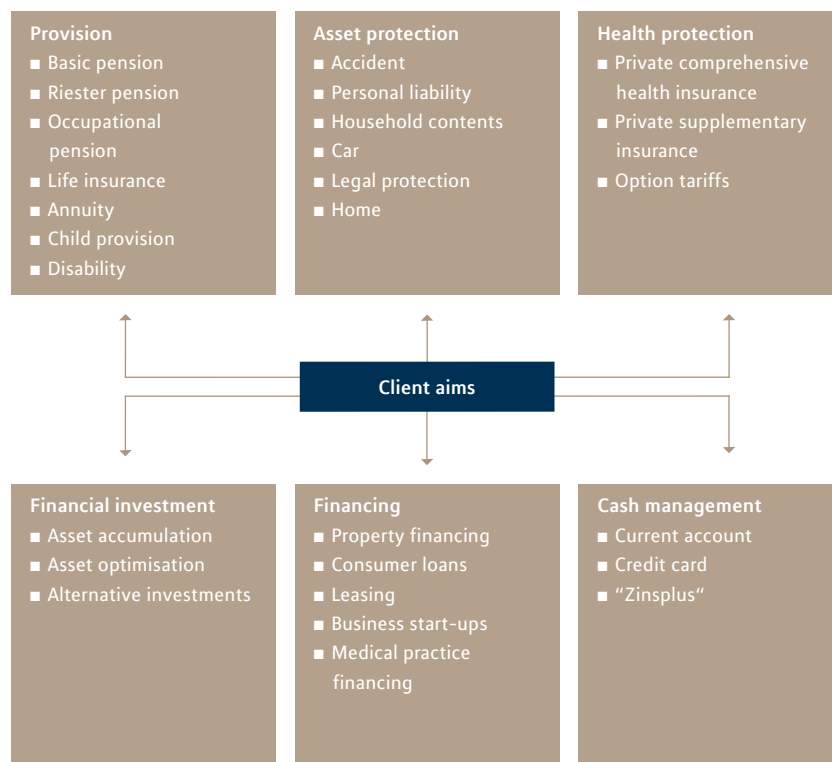 Provision
■ Basic pension
■ Riester pension
■ Occupational
pension
■ Life insurance
■ Annuity
■ Child provision
■ Disability
Asset protection
■ Accident
■ Personal liability
■ Household contents
■ Car
■ Legal protection
■ Home
Health protection
■ Private comprehensive
health insurance
■ Private supplementary
insurance
■ Option tariffs
Client aims
Financial investment
■ Asset accumulation
■ Asset optimisation
■ Alternative investments
Financing
■ Property financing
■ Consumer loans
■ Leasing
■ Business start-ups
■ Medical practice
financing
Cash management
■ Current account
■ Credit card
■ “Zinsplus“